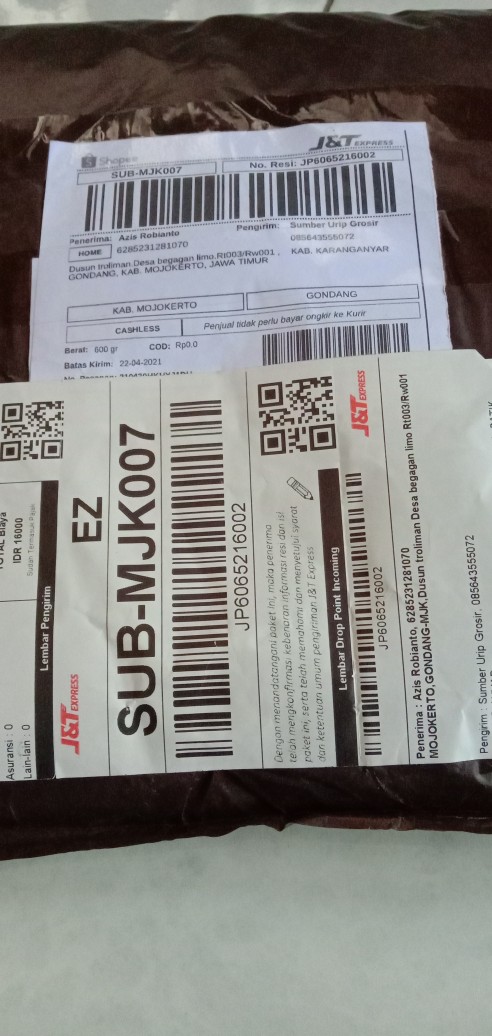 Shopee
J&T EXPRESS
SUB-MJK007
No. Resi: JP6065216002
Penerima: Azis Robianto
Pengirim: Sumber Urip Grosir
HOME
6285231281070
085643555072
Dusun troliman Desa begagan limo Rt003/Rw001 ,
GONDANG, KAB. MOJOKERTO, JAWA TIMUR
KAB. KARANGANYAR
KAB. MOJOKERTO
GONDANG
CASHLESS
Penjual tidak perlu bayar ongkir ke Kurir
Berat: 600 gr
COD: Rp0.0
Batas Kirim: 22-04-2021
TOTAL Biaya
IDR 16000
Sudah Termasuk Pajak
Asuransi : 0
Lain-lain : 0
Lembar Pengirim
J&T EXPRESS
EZ
SUB-MJK007
JP6065216002
Dengan menandatangani paket ini, maka penerima
telah mengkonfirmasi kebenaran informasi resi dan isi
paket ini, serta telah memahami dan menyetujui syarat
dan ketentuan umum pengiriman J&T Express
Lembar Drop Point Incoming
J&T EXPRESS
JP6065216002
Penerima : Azis Robianto, 6285231281070
MOJOKERTO,GONDANG-MJK,Dusun troliman Desa begagan limo Rt003/Rw001
Pengirim : Sumber Urip Grosir, 085643555072